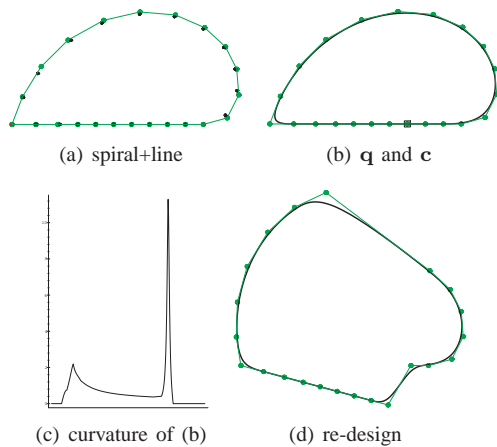 (a) spiral+line
(b) q and c
(c) curvature of (b)
(d) re-design